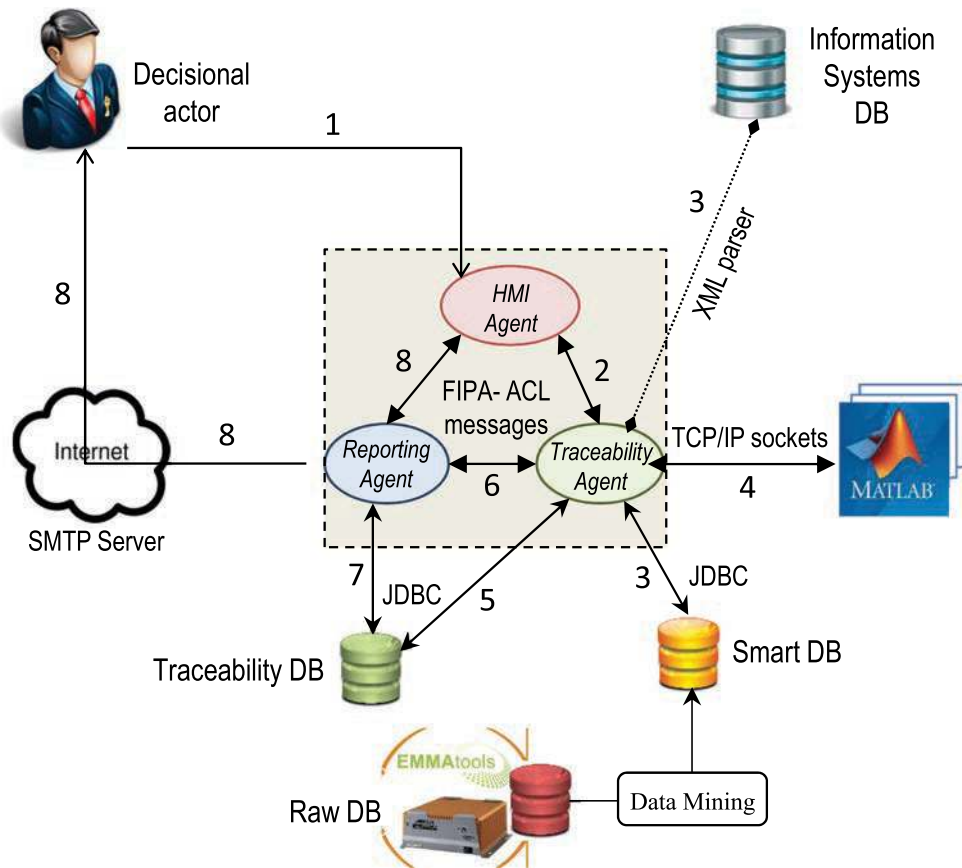 Decisional
actor
Information
Systems
DB
1
3
XML parser
8
HMI
Agent
8
2
FIPA- ACL
messages
Internet
8
SMTP Server
Reporting
Agent
6
Traceability
Agent
TCP/IP sockets
4
MATLAB
7
JDBC
5
3
JDBC
Traceability DB
Smart DB
EMMAtools
Raw DB
Data Mining